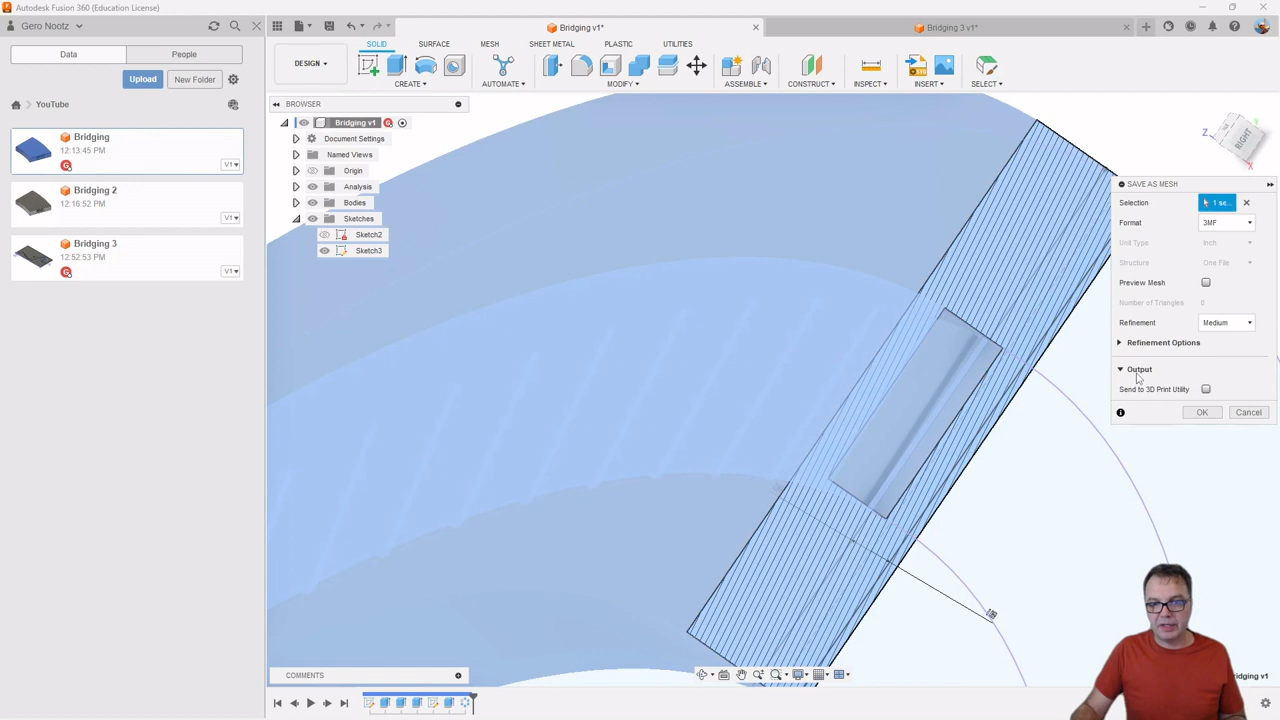 Autodesk Fusion 360 (Education License)
Gero Nootz
Bridging v1*
Bridging 3 v1*
Data
People
Upload
New Folder
YouTube
Bridging
12:13:45 PM
V1
Bridging 2
12:16:52 PM
V1
Bridging 3
12:52:53 PM
V1
DESIGN
SOLID
SURFACE
MESH
SHEET METAL
PLASTIC
UTILITIES
CREATE
AUTOMATE
MODIFY
ASSEMBLE
CONSTRUCT
INSPECT
INSERT
SELECT
BROWSER
Bridging v1
Document Settings
Named Views
Origin
Analysis
Bodies
Sketches
Sketch2
Sketch3
Z
RIGHT
X
SAVE AS MESH
Selection
1 se...
Format
3MF
Unit Type
Inch
Structure
One File
Preview Mesh
Number of Triangles
0
Refinement
Medium
Refinement Options
Output
Send to 3D Print Utility
OK
Cancel
COMMENTS
ridging v1